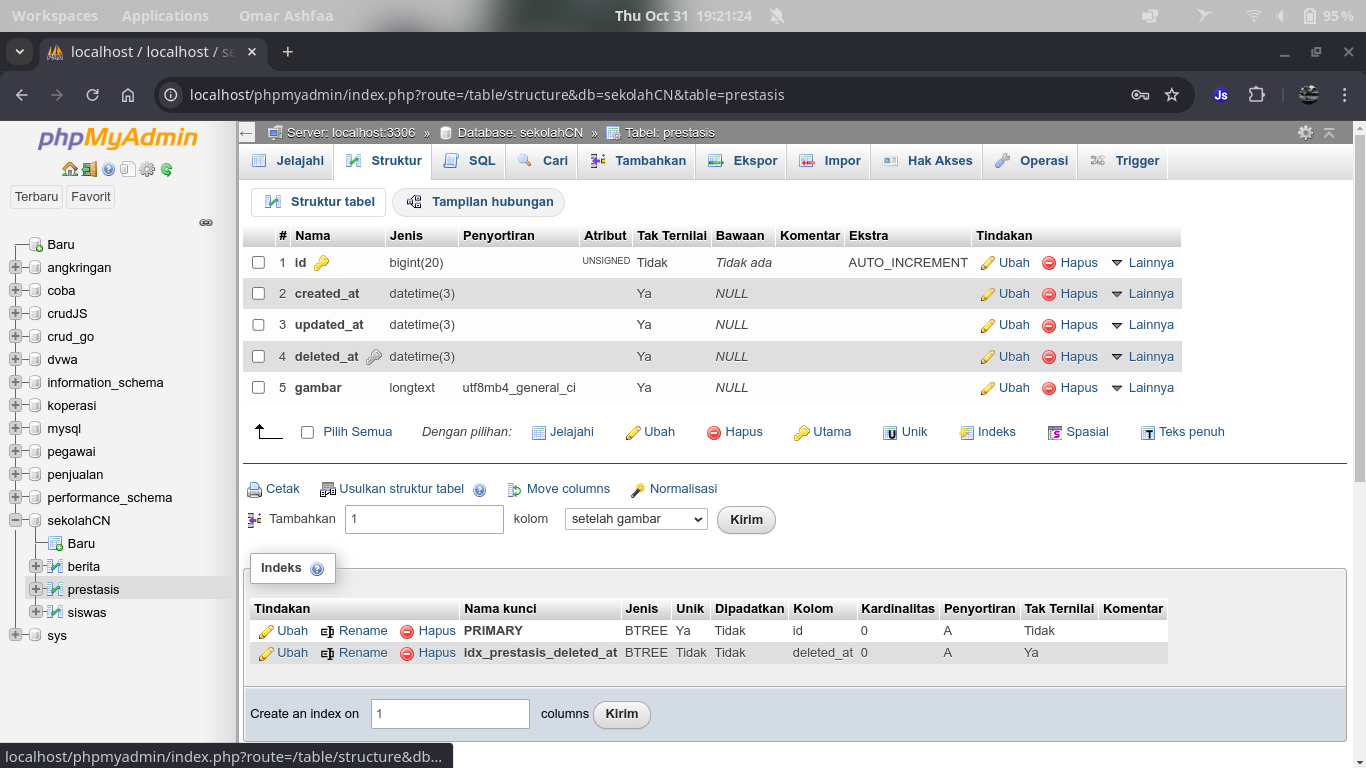 Workspaces Applications Omar Ashfaa Thu Oct 31 19:21:24 95%
localhost / localhost / se
localhost/phpmyadmin/index.php?route=/table/structure&db=sekolahCN&table=prestasis Js
phpMyAdmin
Terbaru Favorit
Baru
angkringan
coba
crudJS
crud_go
dvwa
information_schema
koperasi
mysql
pegawai
penjualan
performance_schema
sekolahCN
Baru
berita
prestasis
siswas
sys
Server: localhost:3306 » Database: sekolahCN » Tabel: prestasis
Jelajahi Struktur SQL Cari Tambahkan Ekspor Impor Hak Akses Operasi Trigger
Struktur tabel Tampilan hubungan
# Nama Jenis Penyortiran Atribut Tak Ternilai Bawaan Komentar Ekstra Tindakan
1 id bigint(20) UNSIGNED Tidak Tidak ada AUTO_INCREMENT Ubah Hapus Lainnya
2 created_at datetime(3) Ya NULL Ubah Hapus Lainnya
3 updated_at datetime(3) Ya NULL Ubah Hapus Lainnya
4 deleted_at datetime(3) Ya NULL Ubah Hapus Lainnya
5 gambar longtext utf8mb4_general_ci Ya NULL Ubah Hapus Lainnya
Pilih Semua Dengan pilihan: Jelajahi Ubah Hapus Utama Unik Indeks Spasial Teks penuh
Cetak Usulkan struktur tabel Move columns Normalisasi
Tambahkan 1 kolom setelah gambar Kirim
Indeks
Tindakan Nama kunci Jenis Unik Dipadatkan Kolom Kardinalitas Penyortiran Tak Ternilai Komentar
Ubah Rename Hapus PRIMARY BTREE Ya Tidak id 0 A Tidak
Ubah Rename Hapus idx_prestasis_deleted_at BTREE Tidak Tidak deleted_at 0 A Ya
Create an index on 1 columns Kirim
localhost/phpmyadmin/index.php?route=/table/structure&db...